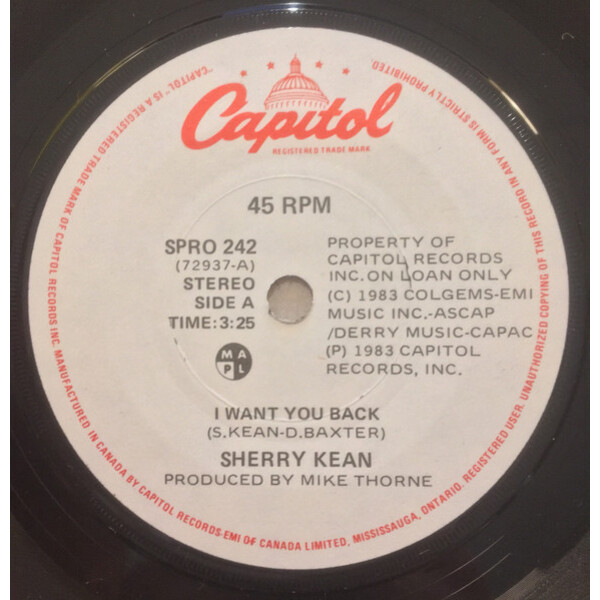 Capitol
REGISTERED TRADE MARK
45 RPM
SPRO 242
(72937-A)
STEREO
SIDE A
TIME: 3:25
PROPERTY OF
CAPITOL RECORDS
INC. ON LOAN ONLY
(C) 1983 COLGEMS-EMI
MUSIC INC.-ASCAP
/DERRY MUSIC-CAPAC
(P) 1983 CAPITOL
RECORDS, INC.
M A
P L
I WANT YOU BACK
(S.KEAN-D.BAXTER)
SHERRY KEAN
PRODUCED BY MIKE THORNE
"CAPITOL" IS A REGISTERED TRADE MARK OF CAPITOL RECORDS INC. MANUFACTURED IN CANADA BY CAPITOL RECORDS-EMI OF CANADA LIMITED, MISSISSAUGA, ONTARIO. REGISTERED USER. UNAUTHORIZED COPYING OF THIS RECORD IN ANY FORM IS STRICTLY PROHIBITED